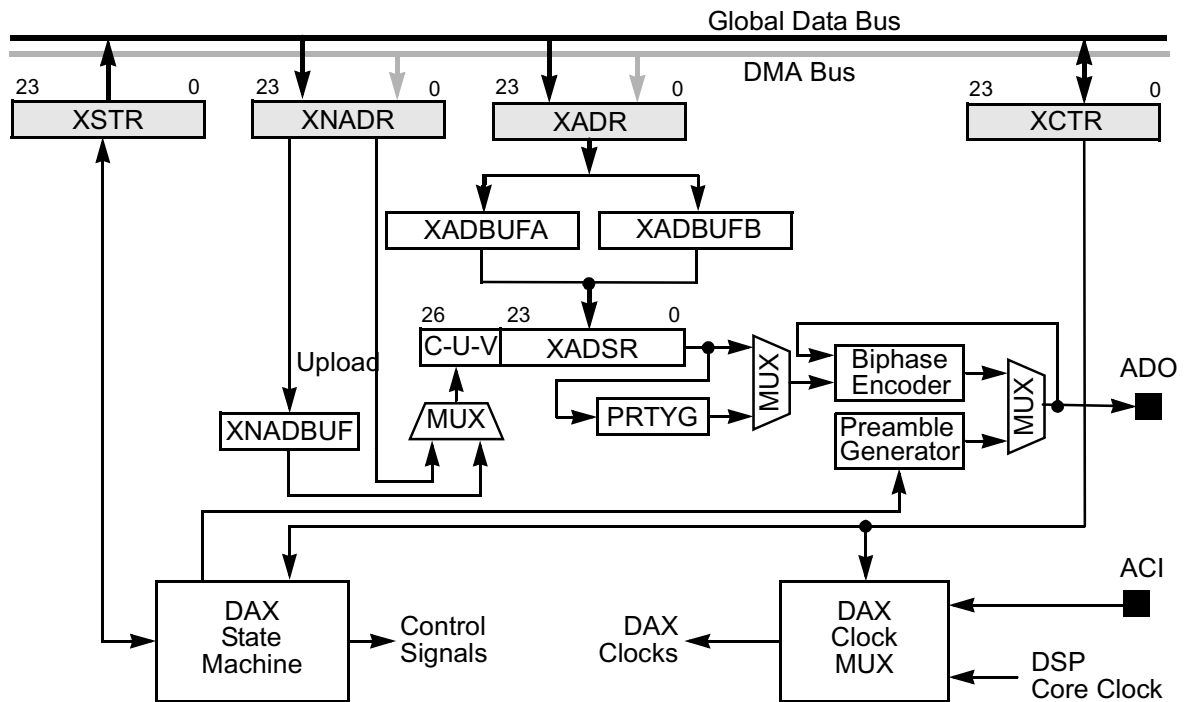 Global Data Bus
DMA Bus
23 0 23 0 23 0 23 0
XSTR XNADR XADR XCTR
XADBUFA XADBUFB
26 23 0
C-U-V XADSR
Upload
MUX
Biphase
Encoder
ADO
MUX
MUX
PRTYG
XNADBUF
Preamble
Generator
ACI
DAX
State
Machine
Control
Signals
DAX
Clocks
DAX
Clock
MUX
DSP
Core Clock